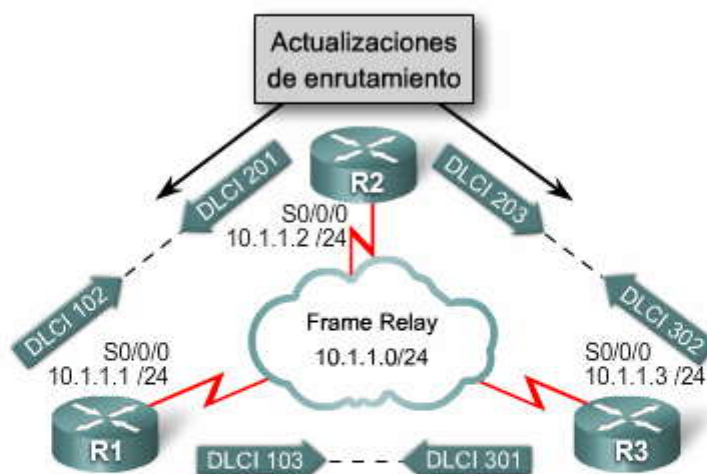 Actualizaciones
de enrutamiento
DLCI 201
R2
DLCI 203
S0/0/0
10.1.1.2 /24
DLCI 102
Frame Relay
10.1.1.0/24
DLCI 302
S0/0/0
10.1.1.1 /24
S0/0/0
10.1.1.3 /24
R1
DLCI 103
DLCI 301
R3